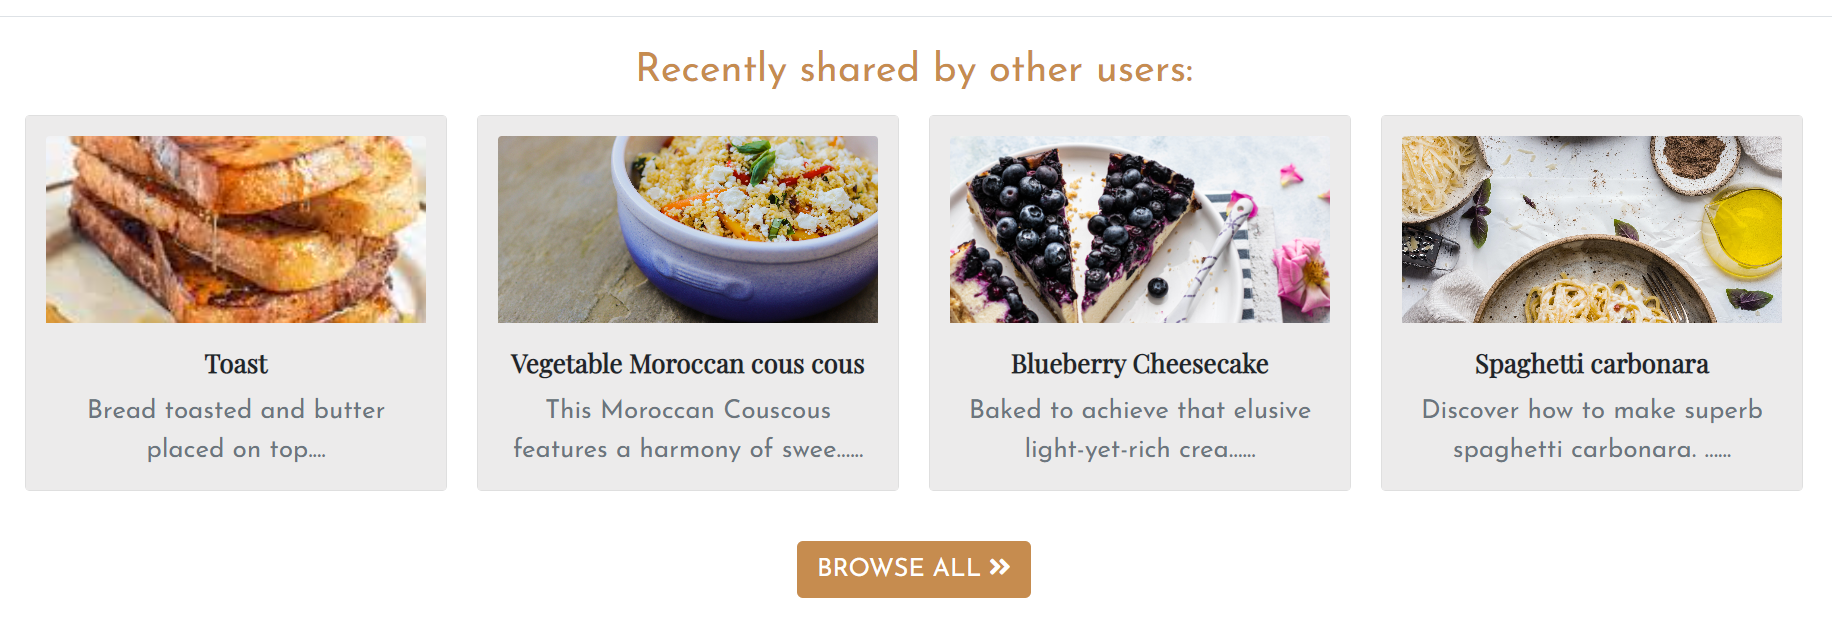 Recently shared by other users:
Toast
Bread toasted and butter
placed on top....
Vegetable Moroccan cous cous
This Moroccan Couscous
features a harmony of swee......
Blueberry Cheesecake
Baked to achieve that elusive
light-yet-rich crea......
Spaghetti carbonara
Discover how to make superb
spaghetti carbonara. ......
BROWSE ALL »